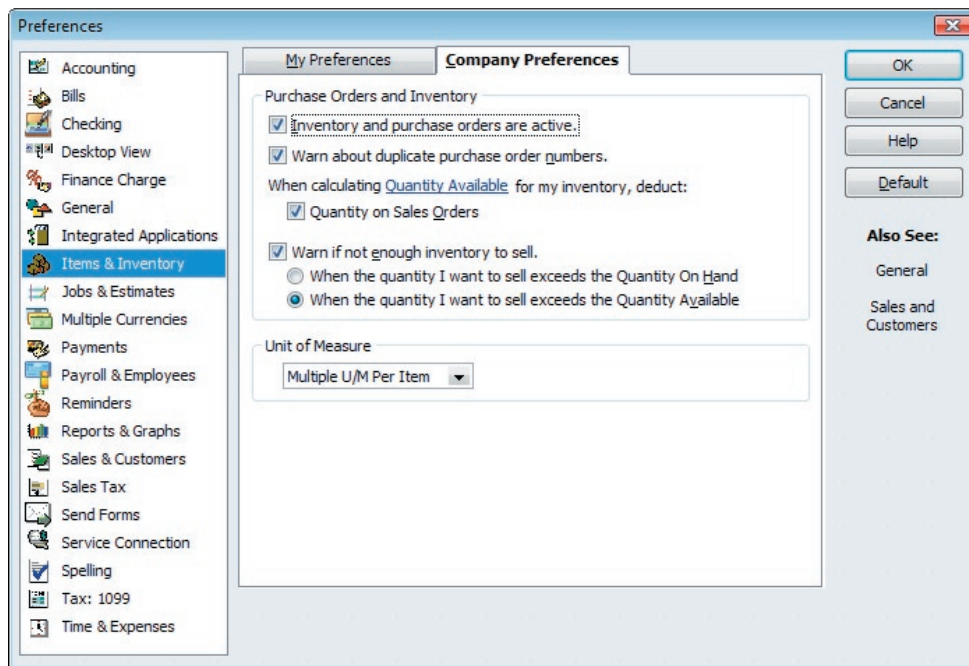 Preferences
Accounting
Bills
Checking
Desktop View
Finance Charge
General
Integrated Applications
Items & Inventory
Jobs & Estimates
Multiple Currencies
Payments
Payroll & Employees
Reminders
Reports & Graphs
Sales & Customers
Sales Tax
Send Forms
Service Connection
Spelling
Tax: 1099
Time & Expenses
My Preferences
Company Preferences
Purchase Orders and Inventory
Inventory and purchase orders are active.
Warn about duplicate purchase order numbers.
When calculating Quantity Available for my inventory, deduct:
Quantity on Sales Orders
Warn if not enough inventory to sell.
When the quantity I want to sell exceeds the Quantity On Hand
When the quantity I want to sell exceeds the Quantity Available
Unit of Measure
Multiple U/M Per Item
OK
Cancel
Help
Default
Also See:
General
Sales and
Customers